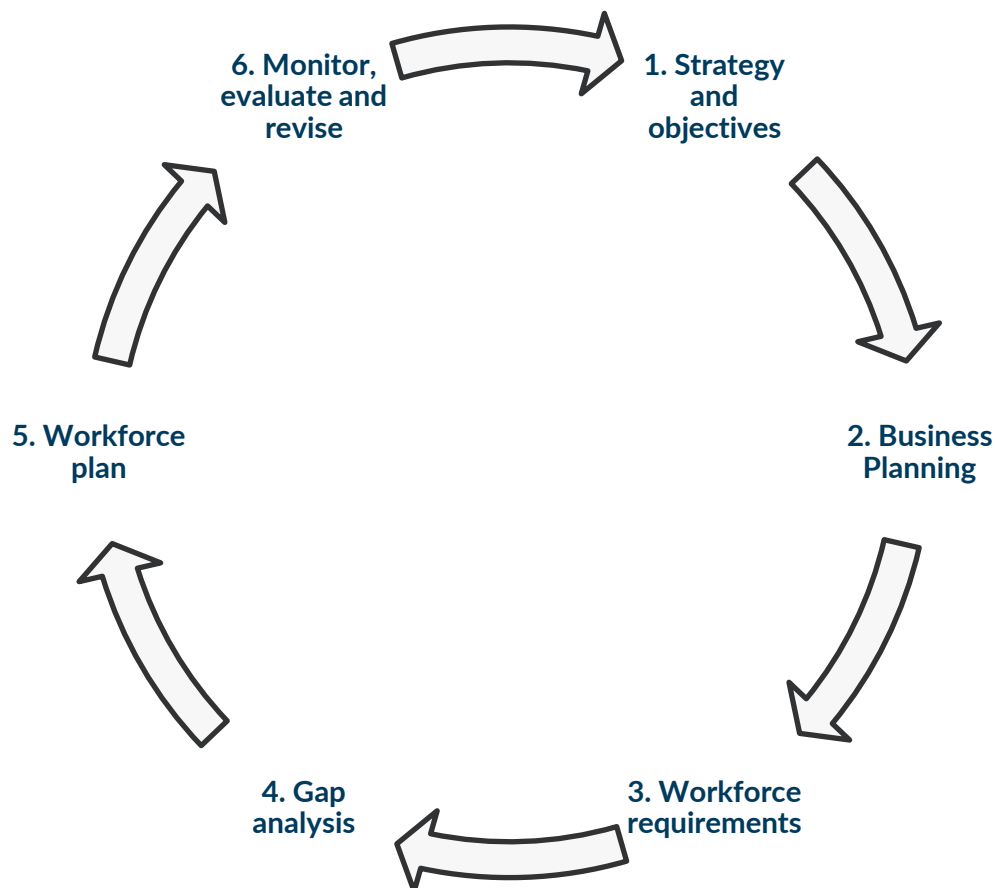 1. Strategy
and
objectives
2. Business
Planning
3. Workforce
requirements
4. Gap
analysis
5. Workforce
plan
6. Monitor,
evaluate and
revise